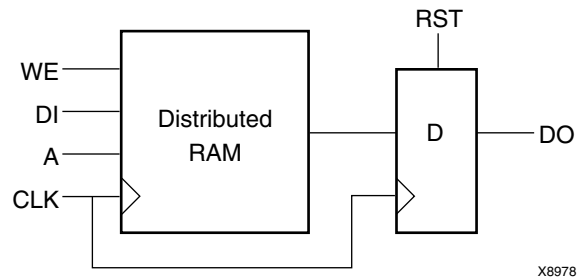 RST
WE
DI
A
CLK
Distributed
RAM
D
DO
X8978